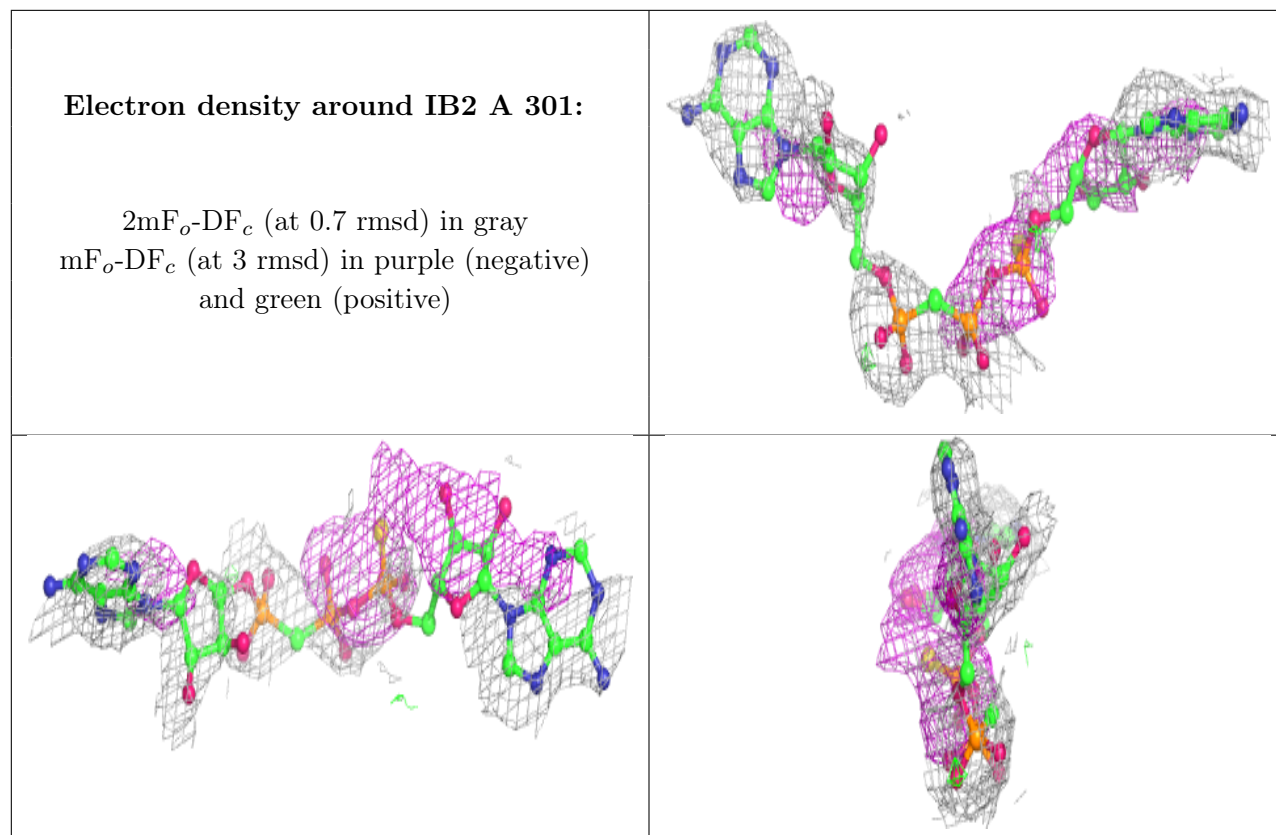 Electron density around IB2 A 301:
2mFₒ-DF𝒸 (at 0.7 rmsd) in gray
mFₒ-DF𝒸 (at 3 rmsd) in purple (negative)
and green (positive)